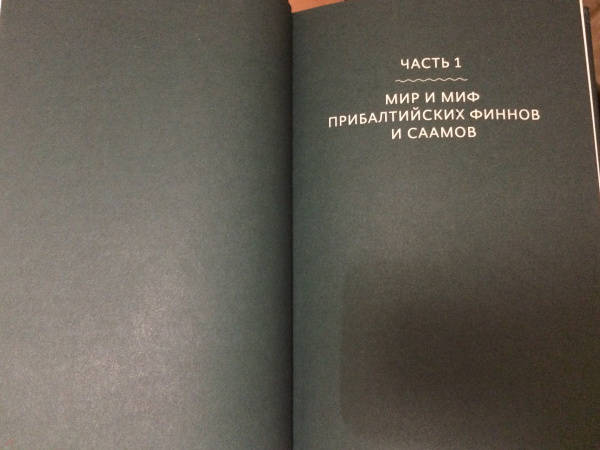 ЧАСТЬ 1
МИР И МИФ
ПРИБАЛТИЙСКИХ ФИННОВ
И СААМОВ